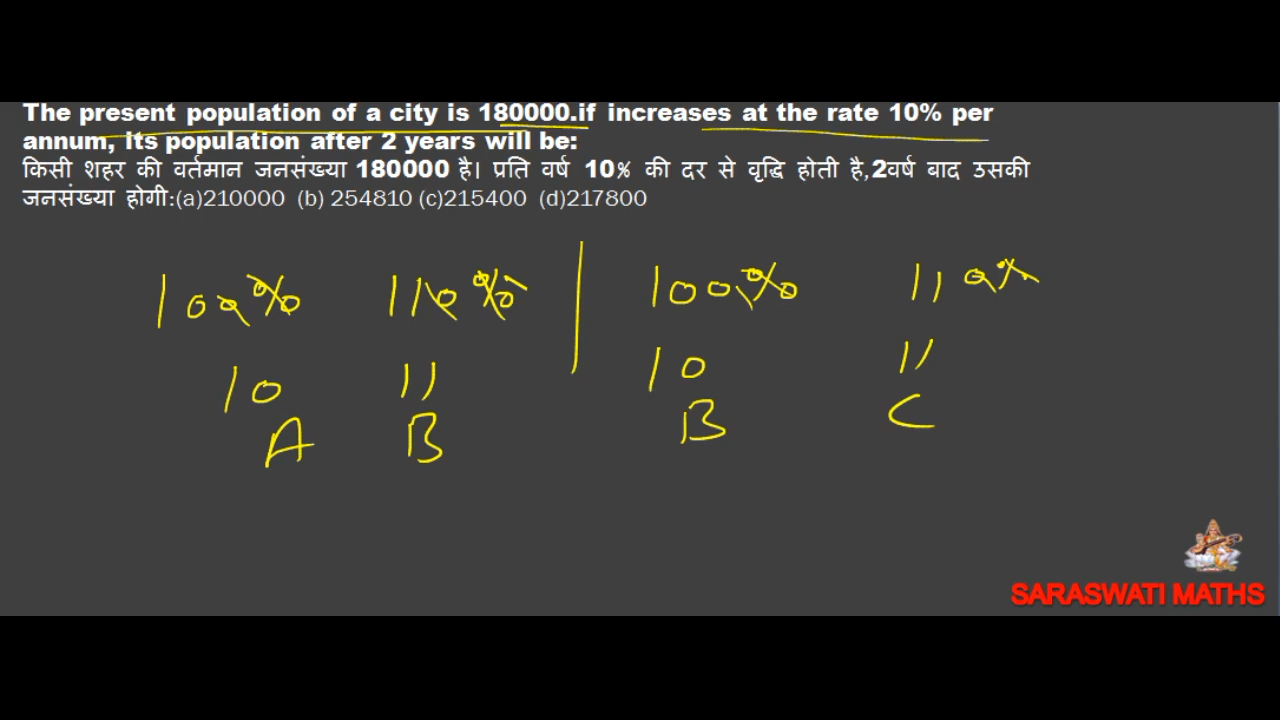 The present population of a city is 180000.if increases at the rate 10% per
annum, Its population after 2 years will be:
किसी शहर की वर्तमान जनसंख्या 180000 है। प्रति वर्ष 10% की दर से वृद्धि होती है,2वर्ष बाद उसकी
जनसंख्या होगी:(a)210000 (b) 254810 (c)215400 (d)217800
100% 110% 100% 110%
10 11 10 11
A B B C
SARASWATI MATHS